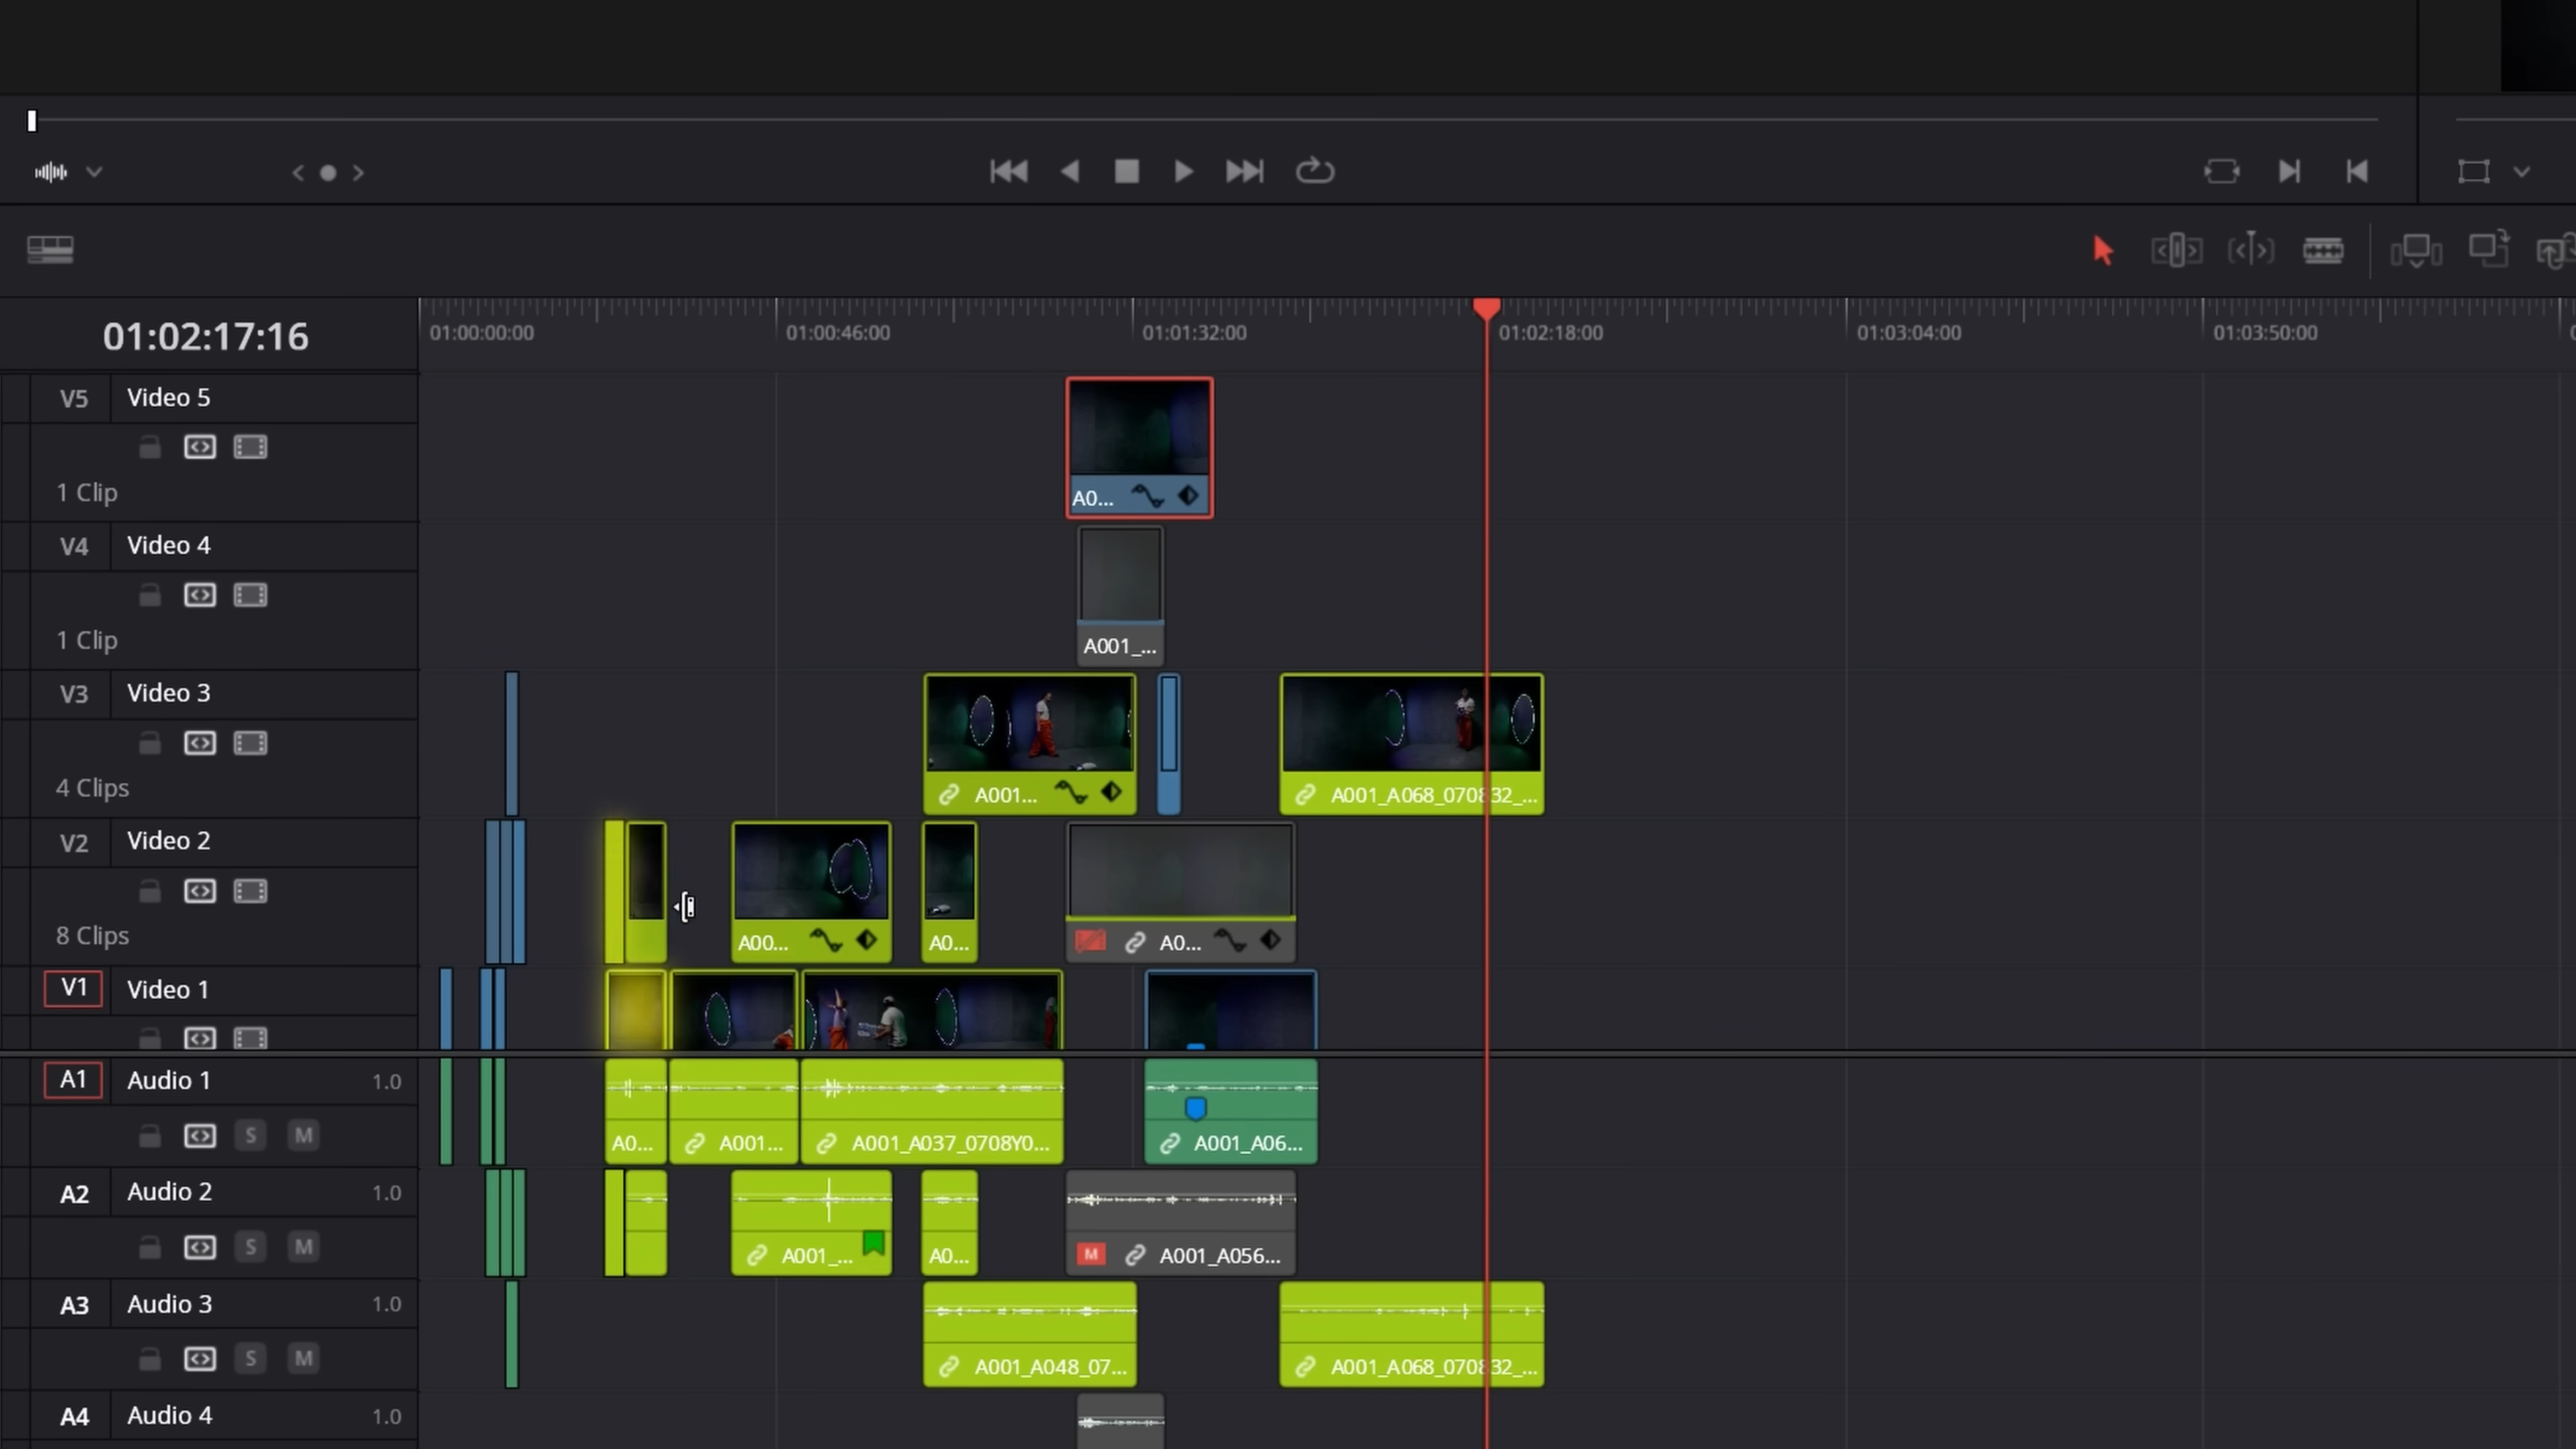 01:02:17:16
01:00:00:00 01:00:46:00 01:01:32:00 01:02:18:00 01:03:04:00 01:03:50:00
V5 Video 5
1 Clip
A0...
V4 Video 4
1 Clip
A001_...
V3 Video 3
4 Clips
A001... A001_A068_070832_...
V2 Video 2
8 Clips
A00... A0... A0...
V1 Video 1
A1 Audio 1 1.0
S M
A0... A001... A001_A037_0708Y0... A001_A06...
A2 Audio 2 1.0
S M
A001_... A0... M A001_A056...
A3 Audio 3 1.0
S M
A001_A048_07... A001_A068_070832_...
A4 Audio 4 1.0